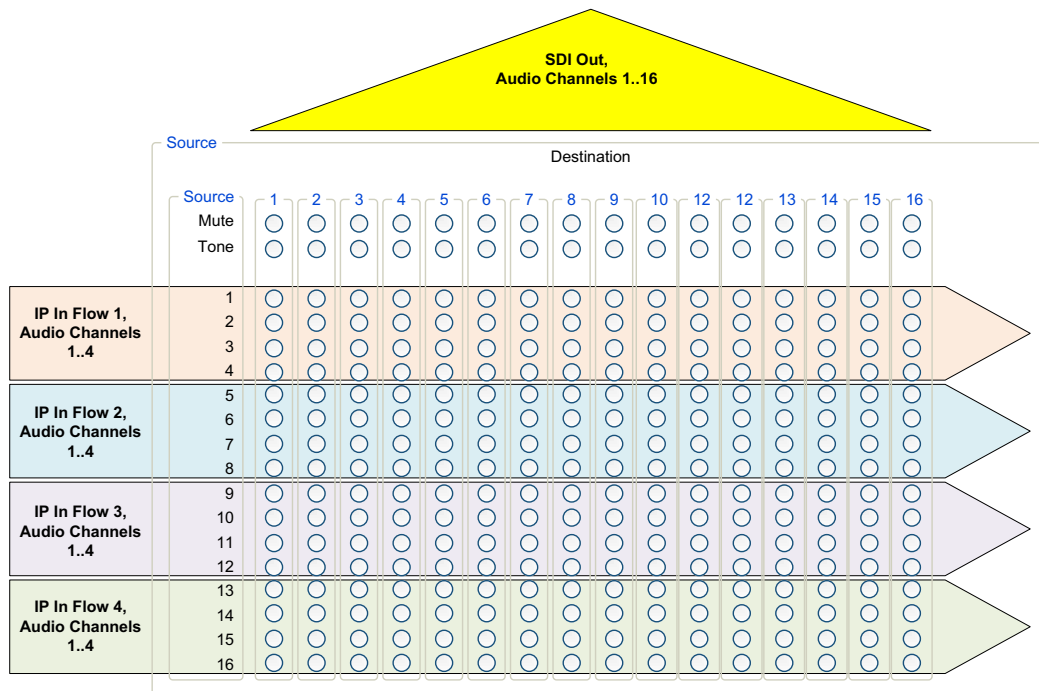 SDI Out,
Audio Channels 1..16
Source
Destination
Source 1 2 3 4 5 6 7 8 9 10 12 12 13 14 15 16
Mute
Tone
IP In Flow 1,
Audio Channels
1..4
1
2
3
4
IP In Flow 2,
Audio Channels
1..4
5
6
7
8
IP In Flow 3,
Audio Channels
1..4
9
10
11
12
IP In Flow 4,
Audio Channels
1..4
13
14
15
16